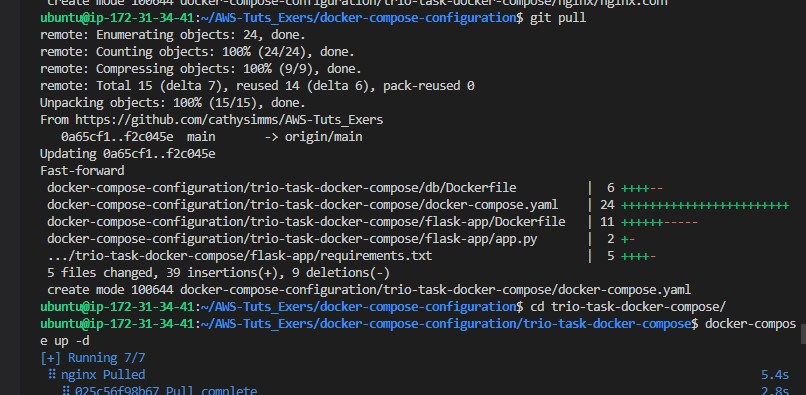 create mode 100644 docker-compose-configuration/trio-task-docker-compose/nginx/nginx.conf
ubuntu@ip-172-31-34-41:~/AWS-Tuts_Exers/docker-compose-configuration$ git pull
remote: Enumerating objects: 24, done.
remote: Counting objects: 100% (24/24), done.
remote: Compressing objects: 100% (9/9), done.
remote: Total 15 (delta 7), reused 14 (delta 6), pack-reused 0
Unpacking objects: 100% (15/15), done.
From https://github.com/cathysimms/AWS-Tuts_Exers
0a65cf1..f2c045e  main       -> origin/main
Updating 0a65cf1..f2c045e
Fast-forward
docker-compose-configuration/trio-task-docker-compose/db/Dockerfile        |  6 ++++--
docker-compose-configuration/trio-task-docker-compose/docker-compose.yaml  | 24 ++++++++++++++++++++++++
docker-compose-configuration/trio-task-docker-compose/flask-app/Dockerfile | 11 ++++++-----
docker-compose-configuration/trio-task-docker-compose/flask-app/app.py     |  2 +-
.../trio-task-docker-compose/flask-app/requirements.txt                    |  5 ++++-
5 files changed, 39 insertions(+), 9 deletions(-)
create mode 100644 docker-compose-configuration/trio-task-docker-compose/docker-compose.yaml
ubuntu@ip-172-31-34-41:~/AWS-Tuts_Exers/docker-compose-configuration$ cd trio-task-docker-compose/
ubuntu@ip-172-31-34-41:~/AWS-Tuts_Exers/docker-compose-configuration/trio-task-docker-compose$ docker-compos
e up -d
[+] Running 7/7
⠿ nginx Pulled 5.4s
⠿ 025c56f98b67 Pull complete 2.8s